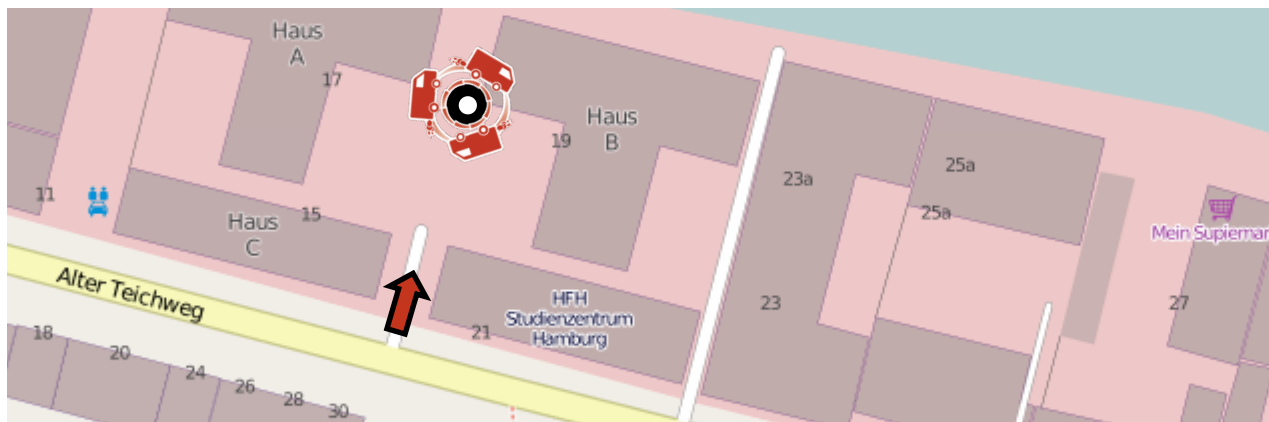 Haus
A
17
Haus
B
19
23a
25a
25a
11
15
Haus
C
Mein Supiemar
Alter Teichweg
HFH
Studienzentrum
Hamburg
21
23
27
18
20
24
26
28
30